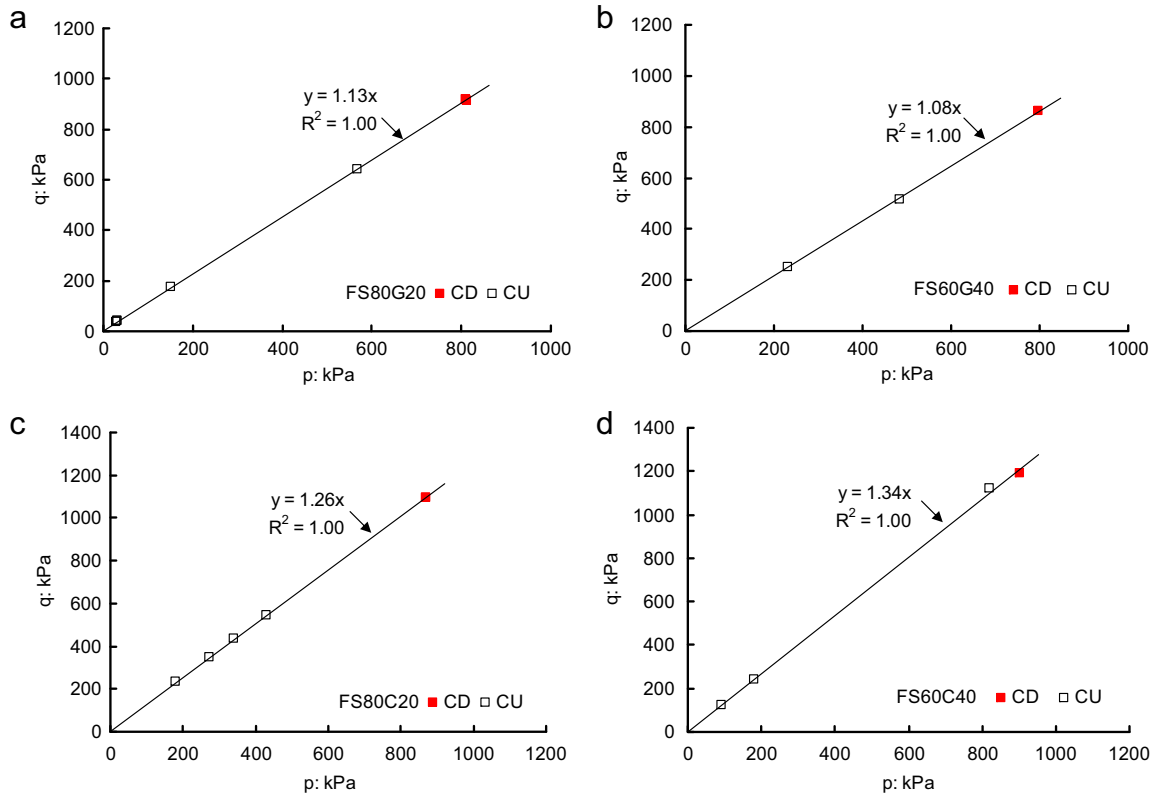 a
1200
1000
800
600
400
200
0
q: kPa
y = 1.13x
R² = 1.00
FS80G20 CD CU
0 200 400 600 800 1000
p: kPa
b
1200
1000
800
600
400
200
0
q: kPa
y = 1.08x
R² = 1.00
FS60G40 CD CU
0 200 400 600 800 1000
p: kPa
c
1400
1200
1000
800
600
400
200
0
q: kPa
y = 1.26x
R² = 1.00
FS80C20 CD CU
0 200 400 600 800 1000 1200
p: kPa
d
1400
1200
1000
800
600
400
200
0
q: kPa
y = 1.34x
R² = 1.00
FS60C40 CD CU
0 200 400 600 800 1000 1200
p: kPa